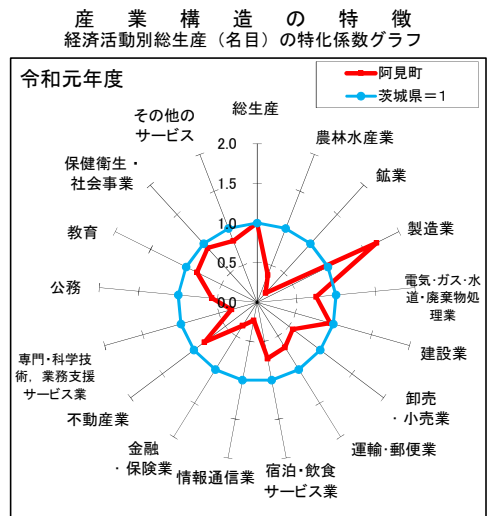 産業構造の特徴
経済活動別総生産（名目）の特化係数グラフ
令和元年度
阿見町
茨城県＝1
総生産
農林水産業
鉱業
製造業
電気・ガス・水
道・廃棄物処
理業
建設業
卸売
・小売業
運輸・郵便業
宿泊・飲食
サービス業
情報通信業
金融
・保険業
不動産業
専門・科学技
術，業務支援
サービス業
公務
教育
保健衛生・
社会事業
その他の
サービス
2.0
1.5
1.0
0.5
0.0